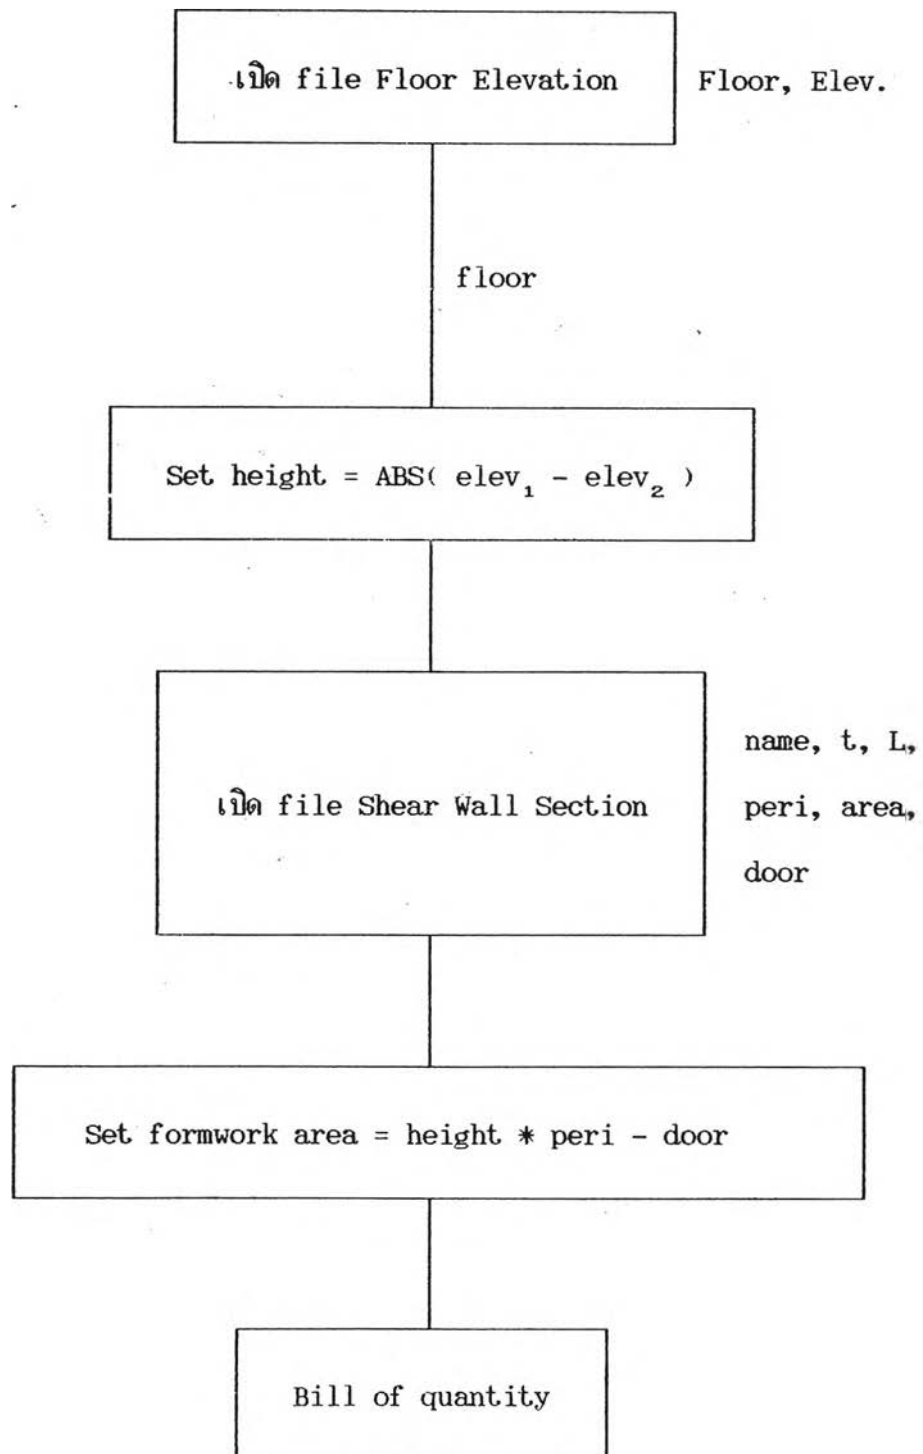 เปิด file Floor Elevation Floor, Elev.
floor
Set height = ABS( elev₁ - elev₂ )
เปิด file Shear Wall Section
name, t, L,
peri, area,
door
Set formwork area = height * peri - door
Bill of quantity